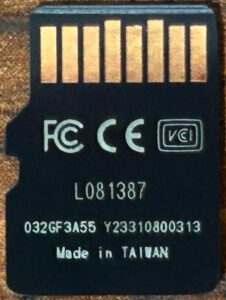 FC CE VCI
L081387
032GF3A55 Y23310800313
Made in TAIWAN